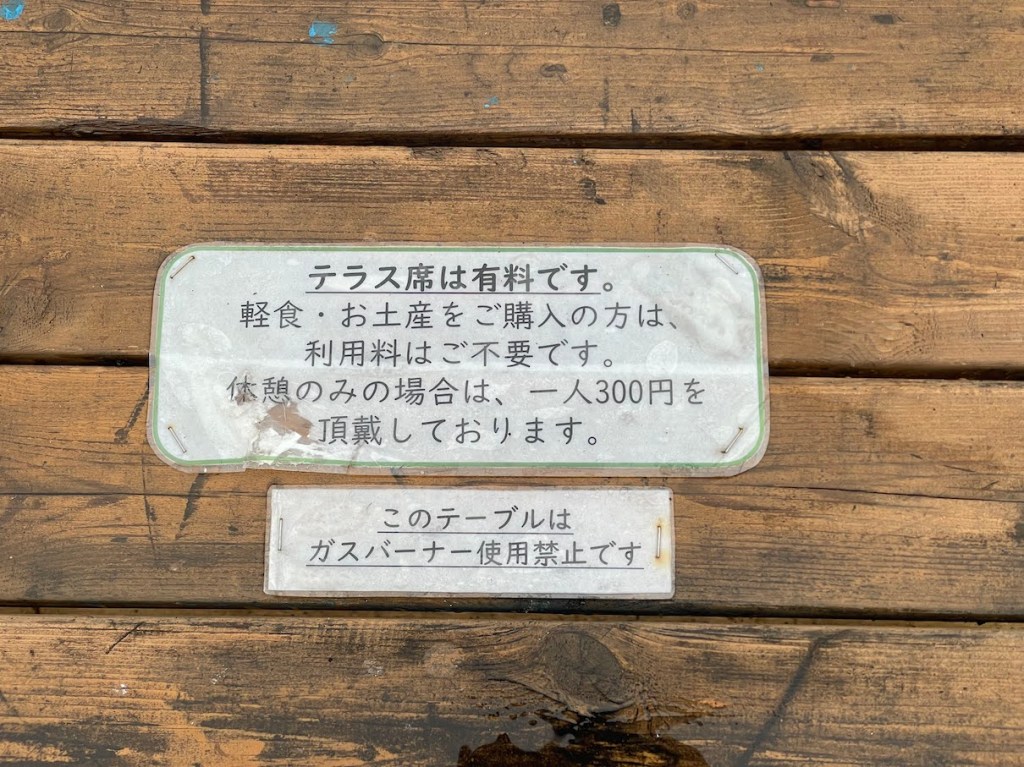 テラス席は有料です。
軽食・お土産をご購入の方は、
利用料はご不要です。
休憩のみの場合は、一人300円を
頂戴しております。
このテーブルは
ガスバーナー使用禁止です